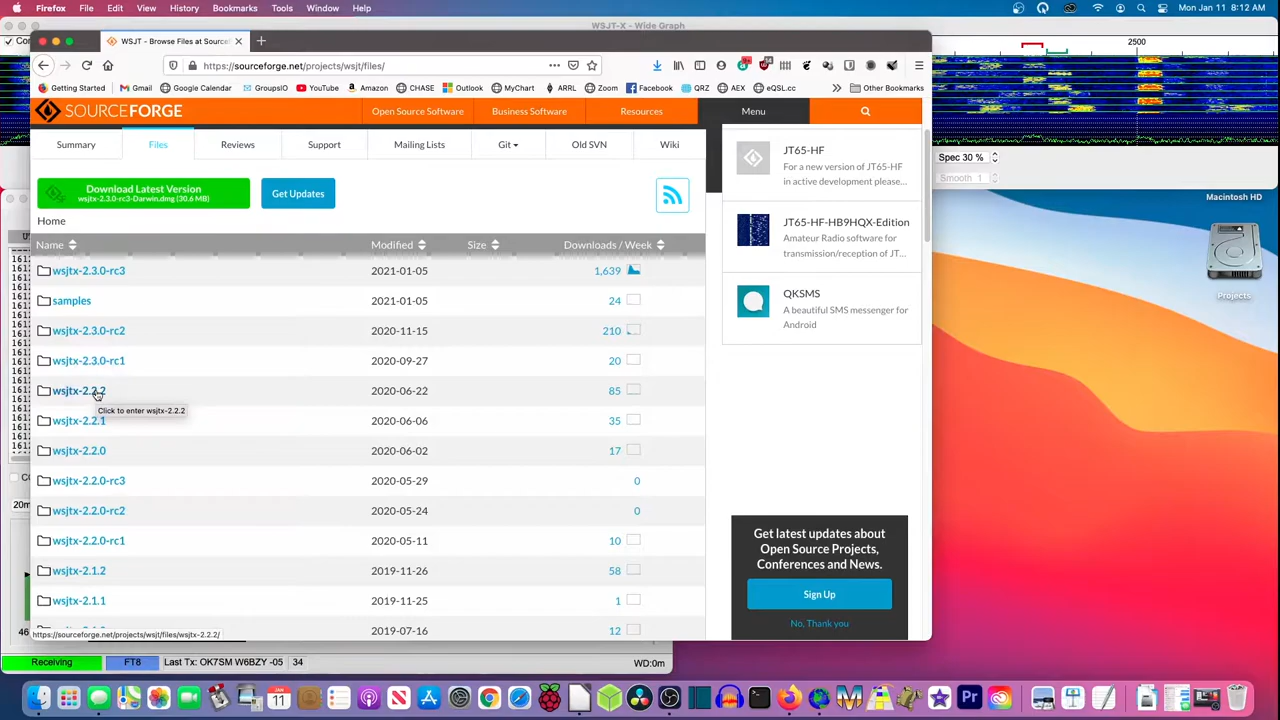 Firefox File Edit View History Bookmarks Tools Window Help
Mon Jan 11 8:12 AM
WSJT-X - Wide Graph
WSJT - Browse Files at SourceF
2500
https://sourceforge.net/projects/wsjt/files/
Getting Started Gmail Google Calendar GroupsIO YouTube Amazon CHASE Outlook MyChart ARRL Zoom Facebook QRZ AEX eQSL.cc Other Bookmarks
SOURCEFORGE
Open Source Software Business Software Resources Menu
Summary Files Reviews Support Mailing Lists Git Old SVN Wiki
JT65-HF
For a new version of JT65-HF
in active development please...
Spec 30 %
Smooth 1
Download Latest Version
wsjtx-2.3.0-rc3-Darwin.dmg (30.6 MB)
Get Updates
Machintosh HD
JT65-HF-HB9HQX-Edition
Amateur Radio software for
transmission/reception of JT...
Home
Name Modified Size Downloads / Week
wsjtx-2.3.0-rc3 2021-01-05 1,639
samples 2021-01-05 24
wsjtx-2.3.0-rc2 2020-11-15 210
wsjtx-2.3.0-rc1 2020-09-27 20
wsjtx-2.2.2 2020-06-22 85
Click to enter wsjtx-2.2.2
wsjtx-2.2.1 2020-06-06 35
wsjtx-2.2.0 2020-06-02 17
wsjtx-2.2.0-rc3 2020-05-29 0
wsjtx-2.2.0-rc2 2020-05-24 0
wsjtx-2.2.0-rc1 2020-05-11 10
wsjtx-2.1.2 2019-11-26 58
wsjtx-2.1.1 2019-11-25 1
2019-07-16 12
QKSMS
A beautiful SMS messenger for
Android
Projects
Get latest updates about
Open Source Projects,
Conferences and News.
Sign Up
No, Thank you
https://sourceforge.net/projects/wsjt/files/wsjtx-2.2.2/
20m
46
Receiving FT8 Last Tx: OK7SM W6BZY -05 34 WD:0m